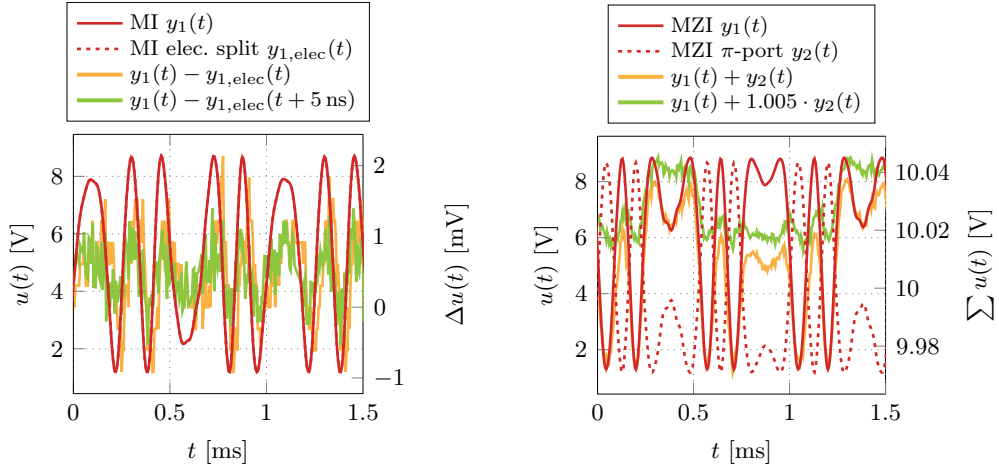 MI y₁(t)
MI elec. split y₁,elec(t)
y₁(t) − y₁,elec(t)
y₁(t) − y₁,elec(t + 5 ns)
8
6
4
2
u(t) [V]
2
1
0
−1
Δu(t) [mV]
0 0.5 1 1.5
t [ms]
MZI y₁(t)
MZI π-port y₂(t)
y₁(t) + y₂(t)
y₁(t) + 1.005 · y₂(t)
8
6
4
2
u(t) [V]
10.04
10.02
10
9.98
∑ u(t) [V]
0 0.5 1 1.5
t [ms]